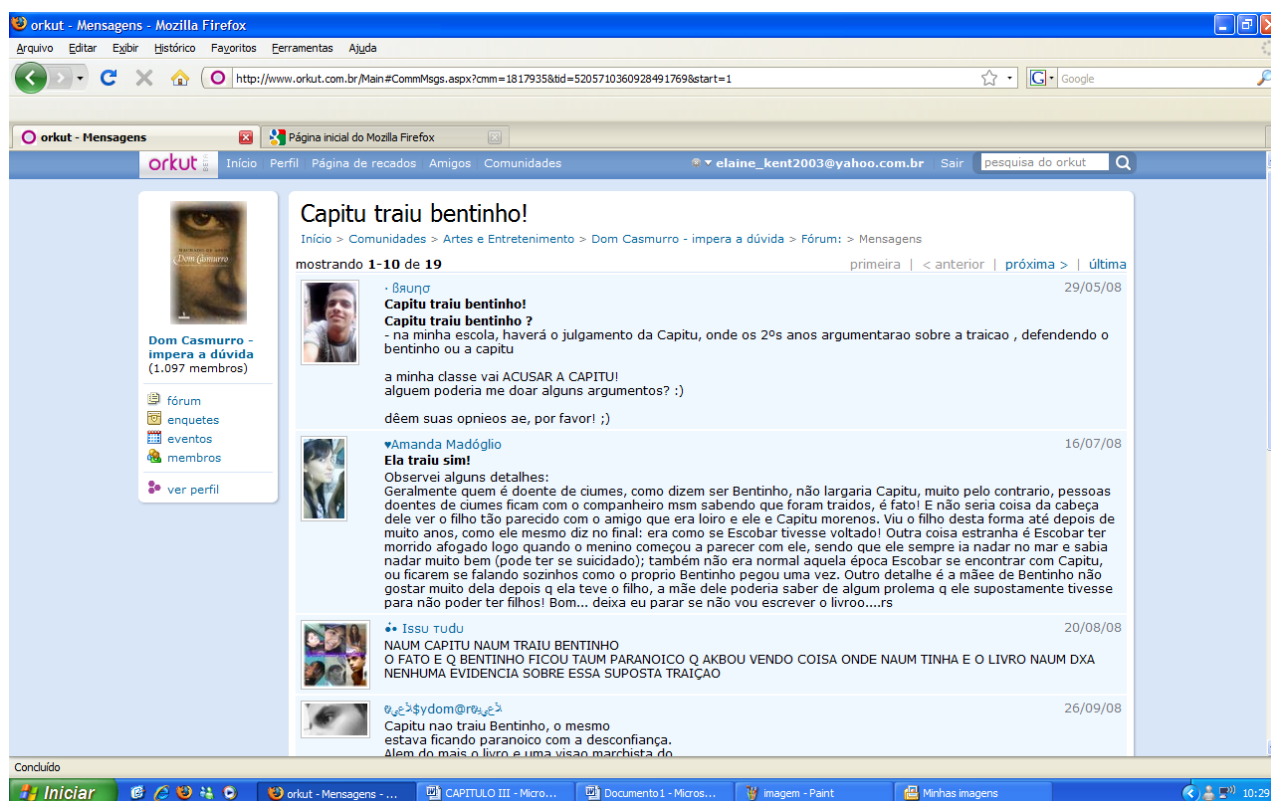 orkut - Mensagens - Mozilla Firefox
Arquivo Editar Exibir Histórico Favoritos Ferramentas Ajuda
http://www.orkut.com.br/Main#CommMsgs.aspx?cmm=1817935&tid=5205710360928491769&start=1
Google
orkut - Mensagens
Página inicial do Mozilla Firefox
orkut BETA Início Perfil Página de recados Amigos Comunidades elaine_kent2003@yahoo.com.br Sair pesquisa do orkut
MACHADO DE ASSIS
Dom Casmurro
Dom Casmurro -
impera a dúvida
(1.097 membros)
fórum
enquetes
eventos
membros
ver perfil
Capitu traiu bentinho!
Início > Comunidades > Artes e Entretenimento > Dom Casmurro - impera a dúvida > Fórum: > Mensagens
mostrando 1-10 de 19 primeira | < anterior | próxima > | última
29/05/08
Capitu traiu bentinho!
Capitu traiu bentinho ?
- na minha escola, haverá o julgamento da Capitu, onde os 2ºs anos argumentarao sobre a traicao , defendendo o
bentinho ou a capitu
a minha classe vai ACUSAR A CAPITU!
alguem poderia me doar alguns argumentos? :)
dêem suas opnieos ae, por favor! ;)
♥Amanda Madóglio 16/07/08
Ela traiu sim!
Observei alguns detalhes:
Geralmente quem é doente de ciumes, como dizem ser Bentinho, não largaria Capitu, muito pelo contrario, pessoas
doentes de ciumes ficam com o companheiro msm sabendo que foram traidos, é fato! E não seria coisa da cabeça
dele ver o filho tão parecido com o amigo que era loiro e ele e Capitu morenos. Viu o filho desta forma até depois de
muito anos, como ele mesmo diz no final: era como se Escobar tivesse voltado! Outra coisa estranha é Escobar ter
morrido afogado logo quando o menino começou a parecer com ele, sendo que ele sempre ia nadar no mar e sabia
nadar muito bem (pode ter se suicidado); também não era normal aquela época Escobar se encontrar com Capitu,
ou ficarem se falando sozinhos como o proprio Bentinho pegou uma vez. Outro detalhe é a mãee de Bentinho não
gostar muito dela depois q ela teve o filho, a mãe dele poderia saber de algum prolema q ele supostamente tivesse
para não poder ter filhos! Bom... deixa eu parar se não vou escrever o livroo....rs
Issu тudu 20/08/08
NAUM CAPITU NAUM TRAIU BENTINHO
O FATO E Q BENTINHO FICOU TAUM PARANOICO Q AKBOU VENDO COISA ONDE NAUM TINHA E O LIVRO NAUM DXA
NENHUMA EVIDENCIA SOBRE ESSA SUPOSTA TRAIÇAO
26/09/08
Capitu nao traiu Bentinho, o mesmo
estava ficando paranoico com a desconfiança.
Alem do mais o livro e uma visao marchista do
Concluído
Iniciar orkut - Mensagens - ... CAPITULO III - Micro... Documento1 - Micros... imagem - Paint Minhas imagens 10:29